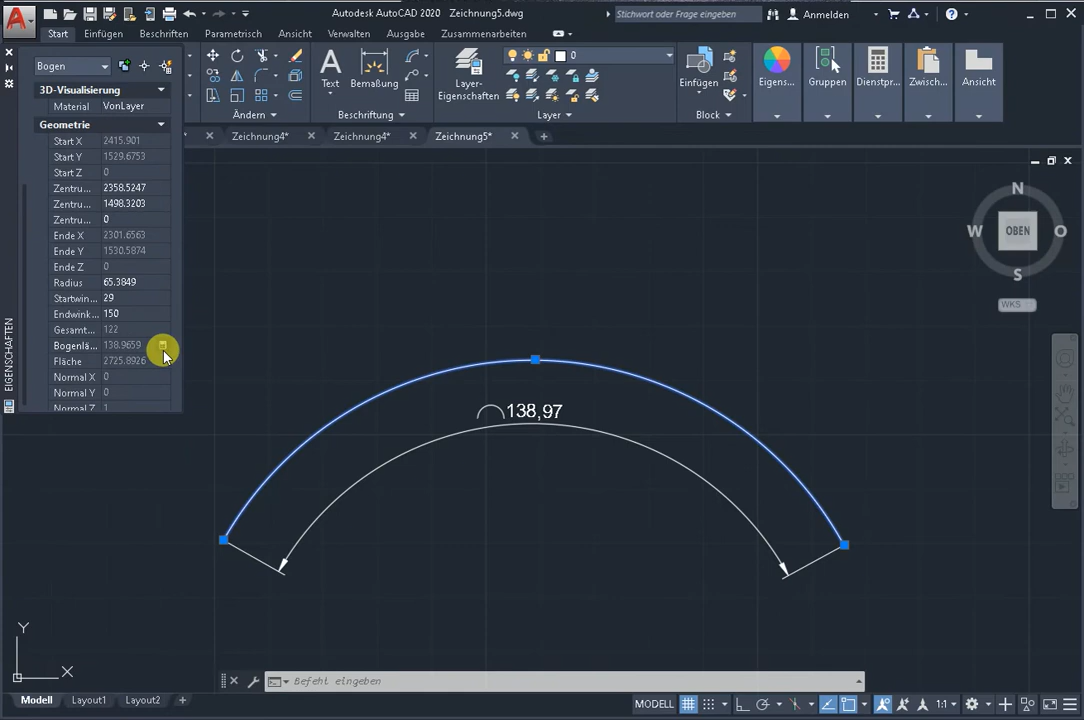 Autodesk AutoCAD 2020 Zeichnung5.dwg
Stichwort oder Frage eingeben
Anmelden
Start Einfügen Beschriften Parametrisch Ansicht Verwalten Ausgabe Zusammenarbeiten
Bogen
3D-Visualisierung
Material VonLayer
Geometrie
Start X 2415.901
Start Y 1529.6753
Start Z 0
Zentru... 2358.5247
Zentru... 1498.3203
Zentru... 0
Ende X 2301.6563
Ende Y 1530.5874
Ende Z 0
Radius 65.3849
Startwin... 29
Endwink... 150
Gesamt... 122
Bogenlä... 138.9659
Fläche 2725.8926
Normal X 0
Normal Y 0
Normal Z 1
EIGENSCHAFTEN
Ändern
Text
Bemaßung
Beschriftung
Layer-
Eigenschaften
0
Layer
Einfügen
Block
Eigens...
Gruppen
Dienstpr...
Zwisch...
Ansicht
Zeichnung4* Zeichnung4* Zeichnung5*
N
W OBEN O
S
WKS
138,97
Y
X
Befehl eingeben
Modell Layout1 Layout2
MODELL
1:1